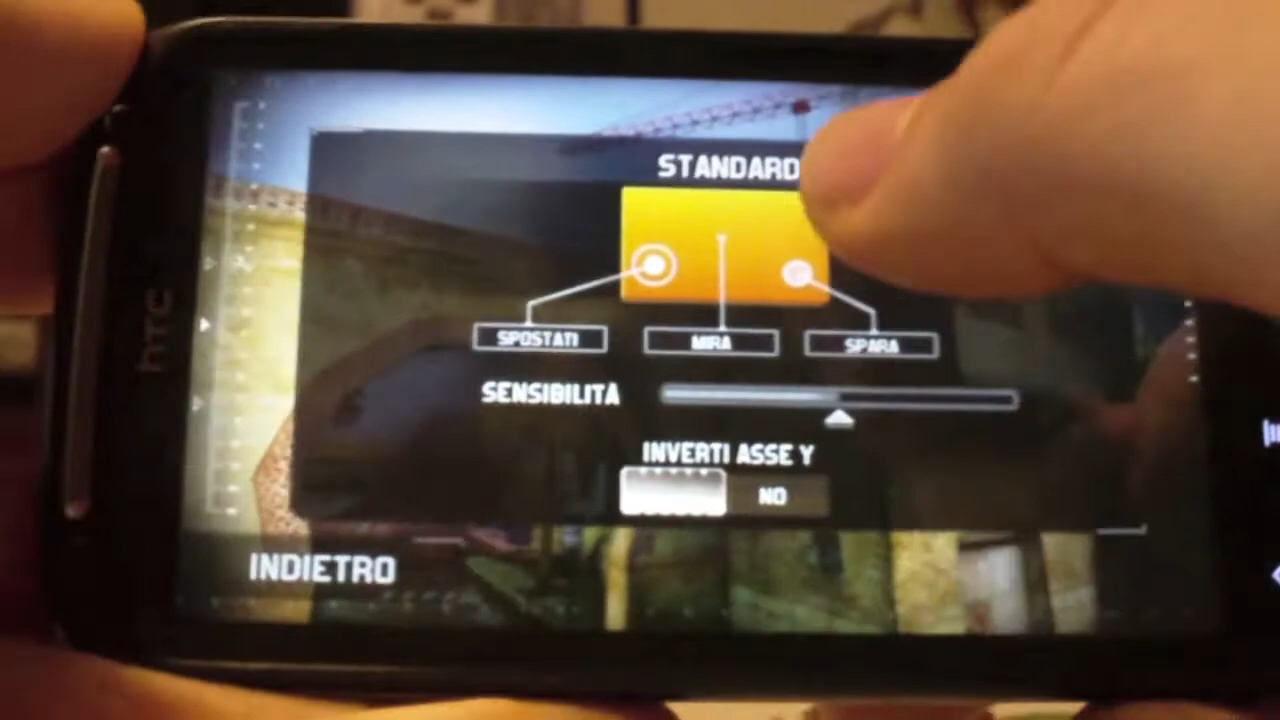 hTC
STANDARD
SPOSTATI
MIRA
SPARA
SENSIBILITA
INVERTI ASSE Y
NO
INDIETRO